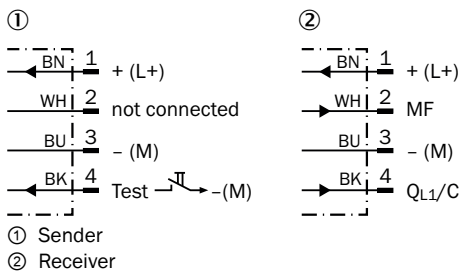 ① ②
BN 1 + (L+) BN 1 + (L+)
WH 2 not connected WH 2 MF
BU 3 – (M) BU 3 – (M)
BK 4 Test –(M) BK 4 QL1/C
① Sender
② Receiver